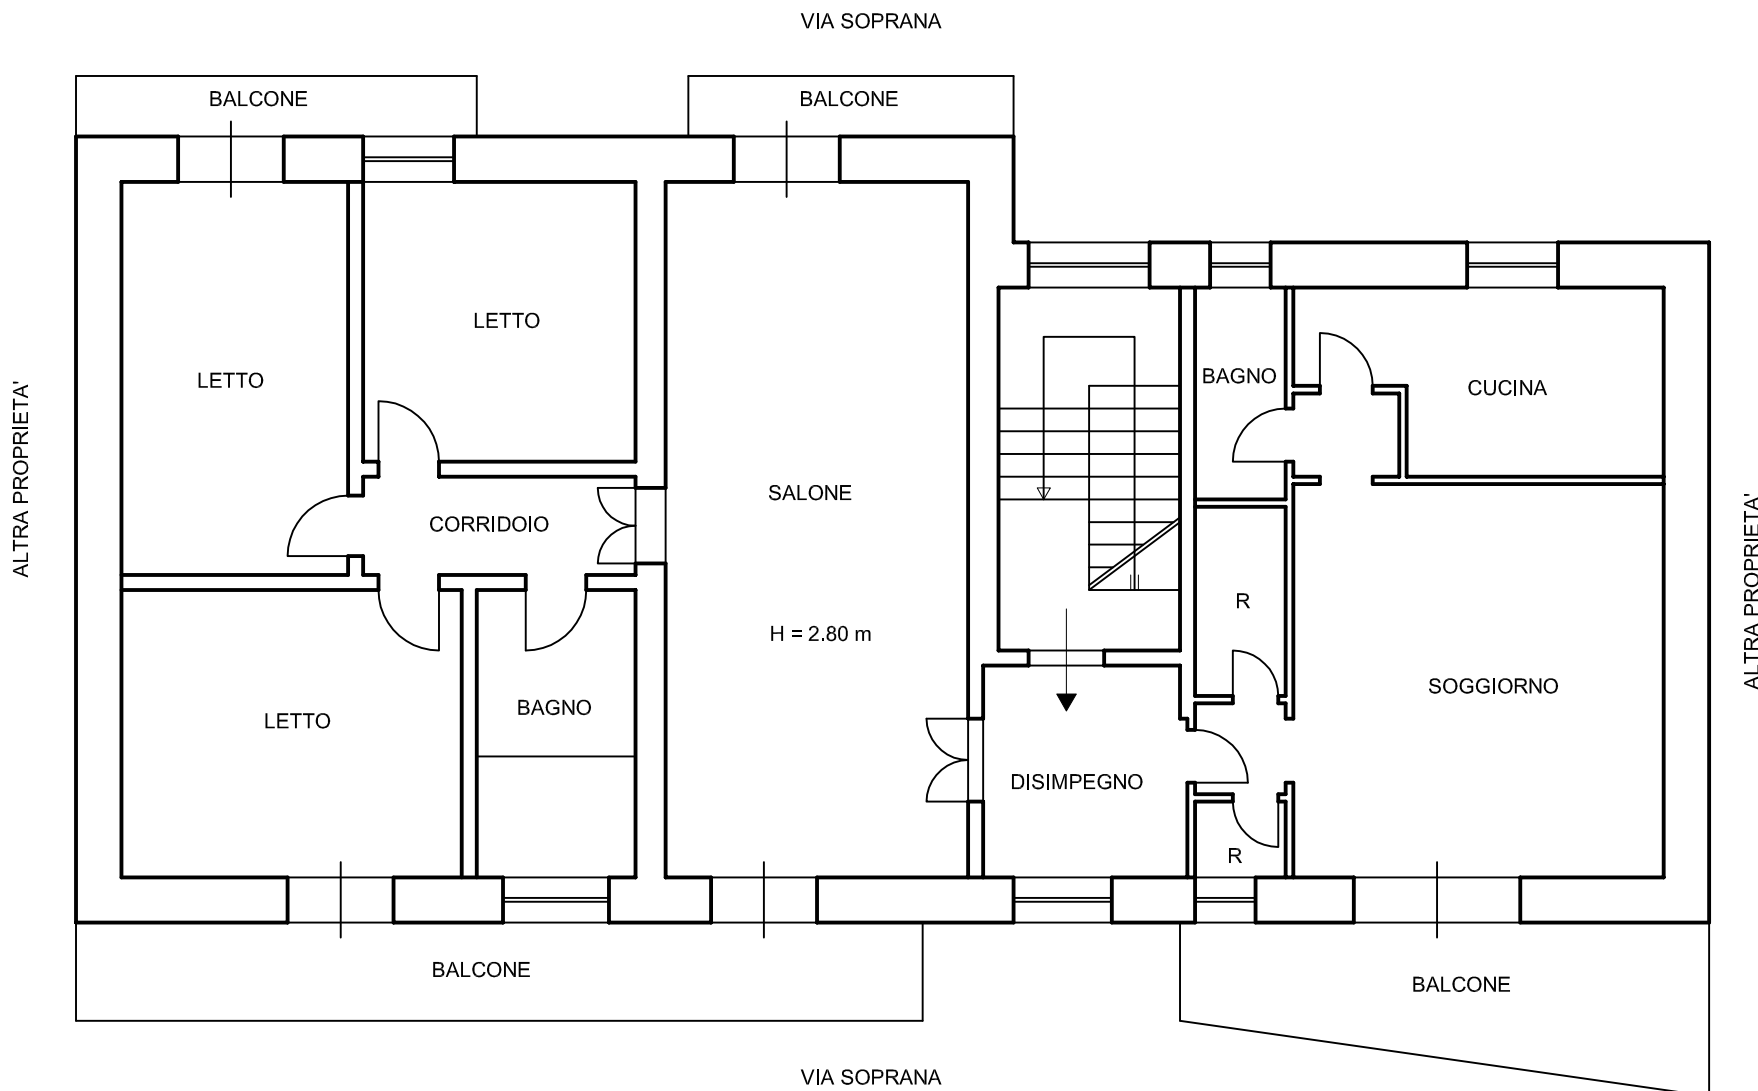 VIA SOPRANA
BALCONE
BALCONE
LETTO
LETTO
BAGNO
CUCINA
ALTRA PROPRIETA'
SALONE
CORRIDOIO
ALTRA PROPRIETA'
R
H = 2.80 m
SOGGIORNO
LETTO
BAGNO
DISIMPEGNO
R
BALCONE
BALCONE
VIA SOPRANA